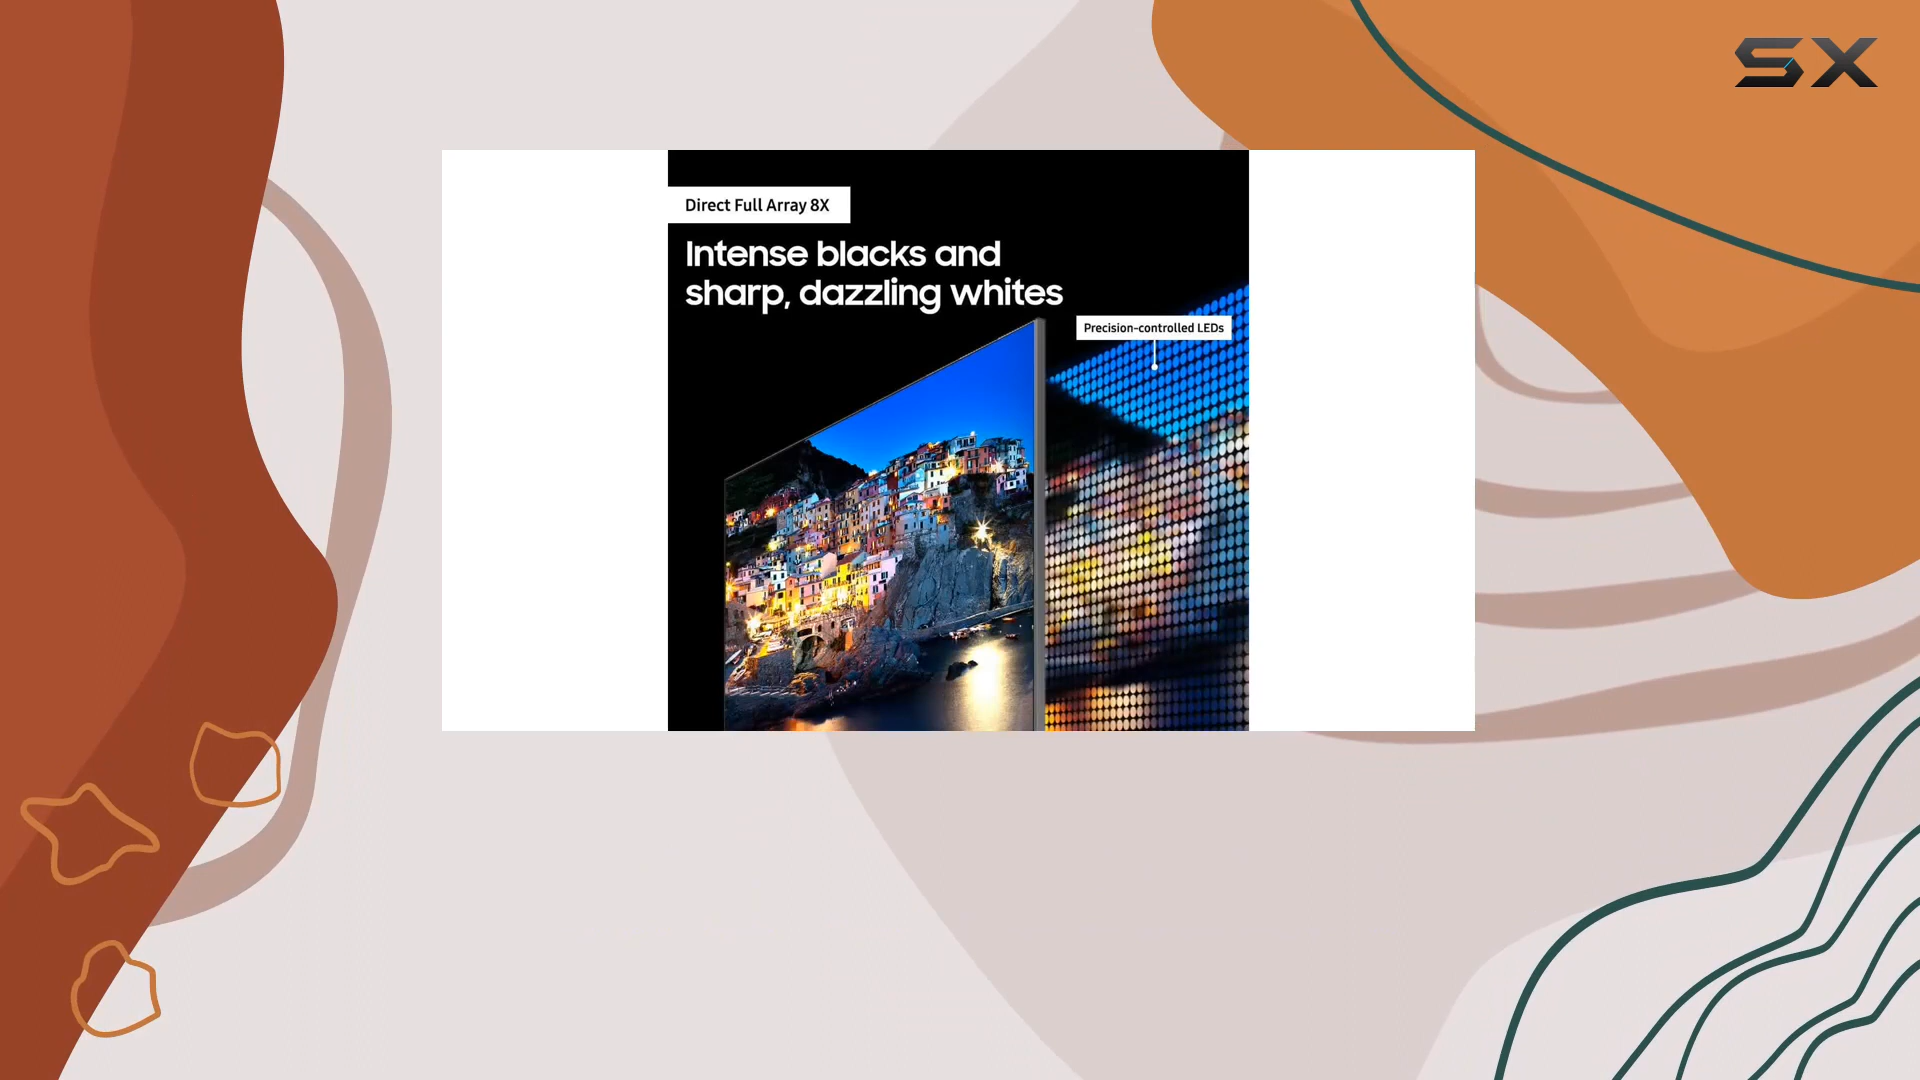 SX
Direct Full Array 8X
Intense blacks and
sharp, dazzling whites
Precision-controlled LEDs